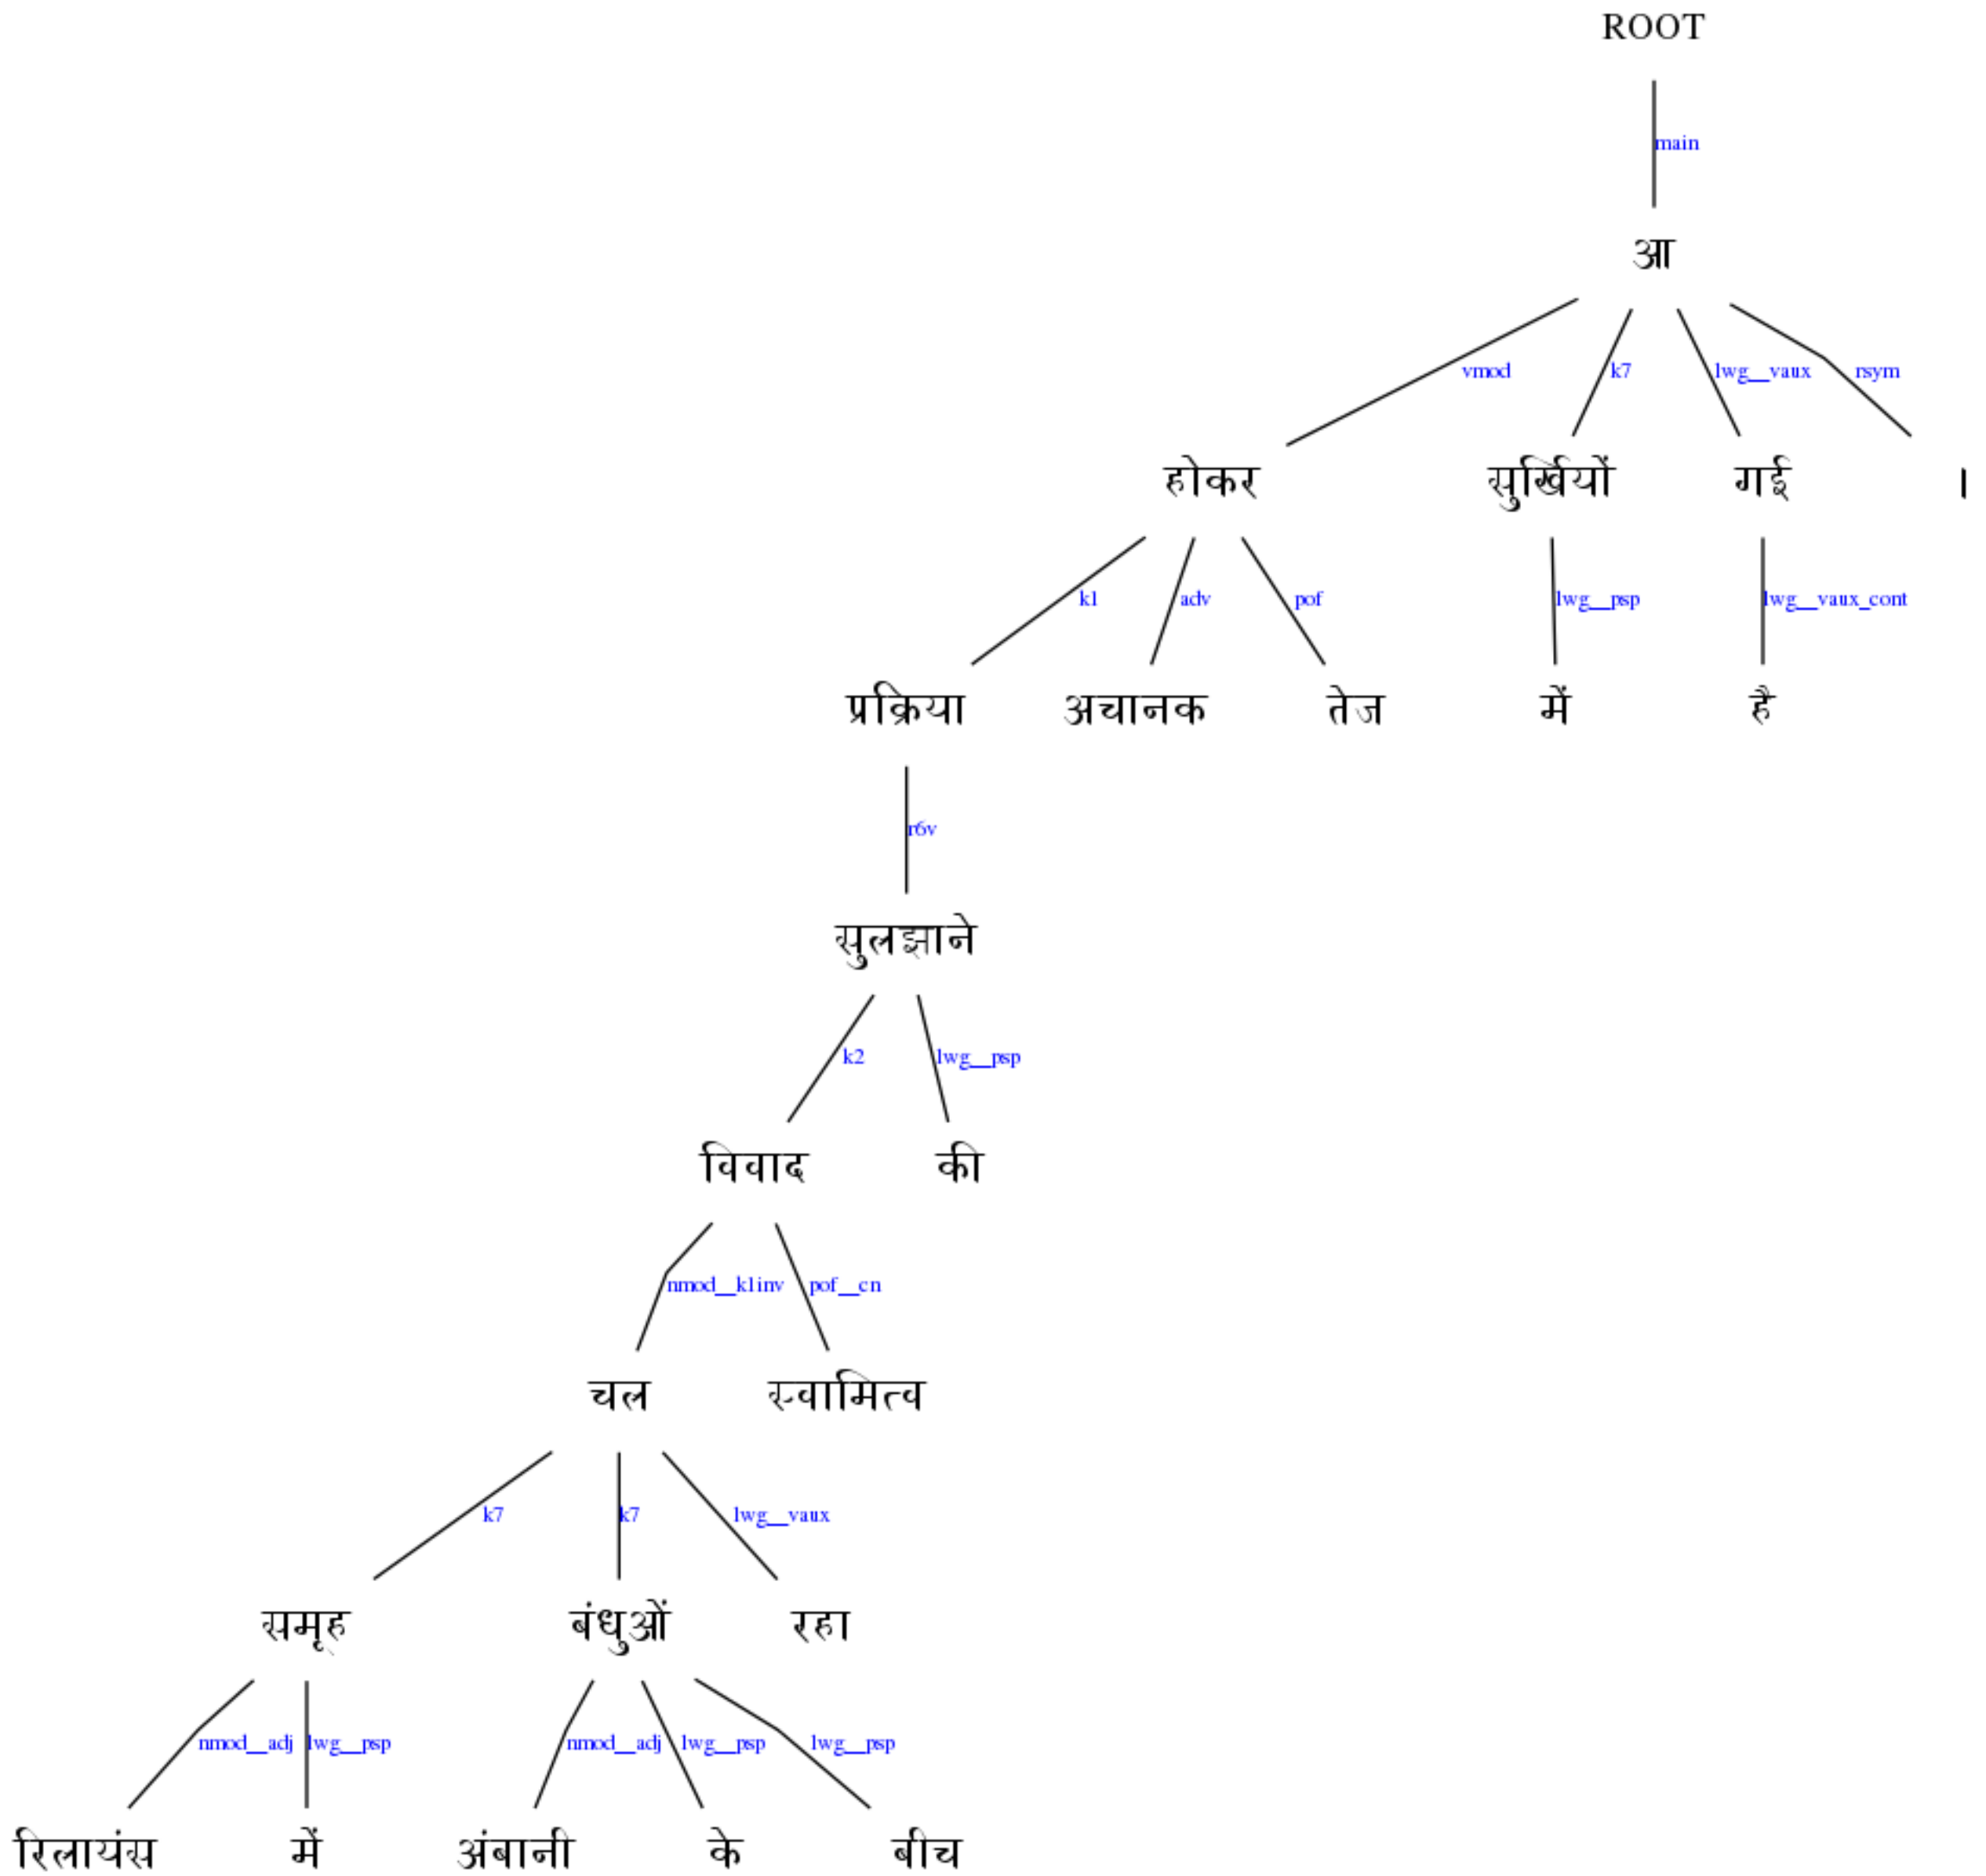 ROOT
main
आ
vmod k7 lwg__vaux rsym
होकर सुर्खियों गई ।
k1 adv pof lwg__psp lwg__vaux_cont
प्रक्रिया अचानक तेज में है
r6v
सुलझाने
k2 lwg__psp
विवाद की
nmod__k1inv pof__cn
चल स्वामित्व
k7 k7 lwg__vaux
समूह बंधुओं रहा
nmod__adj lwg__psp nmod__adj lwg__psp lwg__psp
रिलायंस में अंबानी के बीच